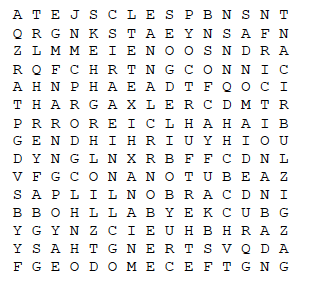 A T E J S C L E S P B N S N T
Q R G N K S T A E Y N S A F N
Z L M M E I E N O O S N D R A
R Q F C H R T N G C O N N I C
A H N P H A E A D T F Q O C I
T H A R G A X L E R C D M T R
P R R O R E I C L H A H A I B
G E N D H I H R I U Y H I O U
D Y N G L N X R B F F C D N L
V F G C O N A N O T U B E A Z
S A P L I L N O B R A C D N I
B B O H L L A B Y E K C U B G
Y G Y N Z C I E U H B H R A Z
Y S A H T G N E R T S V Q D A
F G E O D O M E C E F T G N G